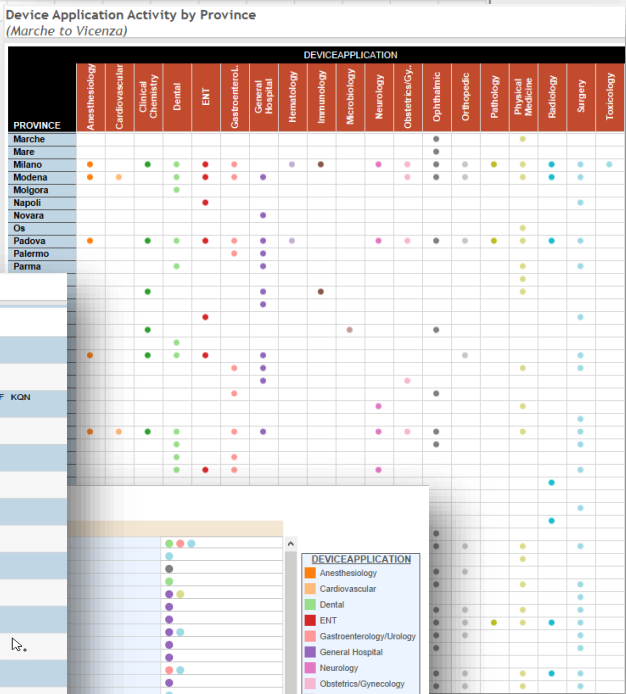 Device Application Activity by Province
(Marche to Vicenza)
DEVICEAPPLICATION
PROVINCE
Anesthesiology
Cardiovascular
Clinical
Chemistry
Dental
ENT
Gastroenterol..
General
Hospital
Hematology
Immunology
Microbiology
Neurology
Obstetrics/Gy..
Ophthalmic
Orthopedic
Pathology
Physical
Medicine
Radiology
Surgery
Toxicology
Marche
Mare
Milano
Modena
Molgora
Napoli
Novara
Os
Padova
Palermo
Parma
F KQN
DEVICEAPPLICATION
Anesthesiology
Cardiovascular
Dental
ENT
Gastroenterology/Urology
General Hospital
Neurology
Obstetrics/Gynecology